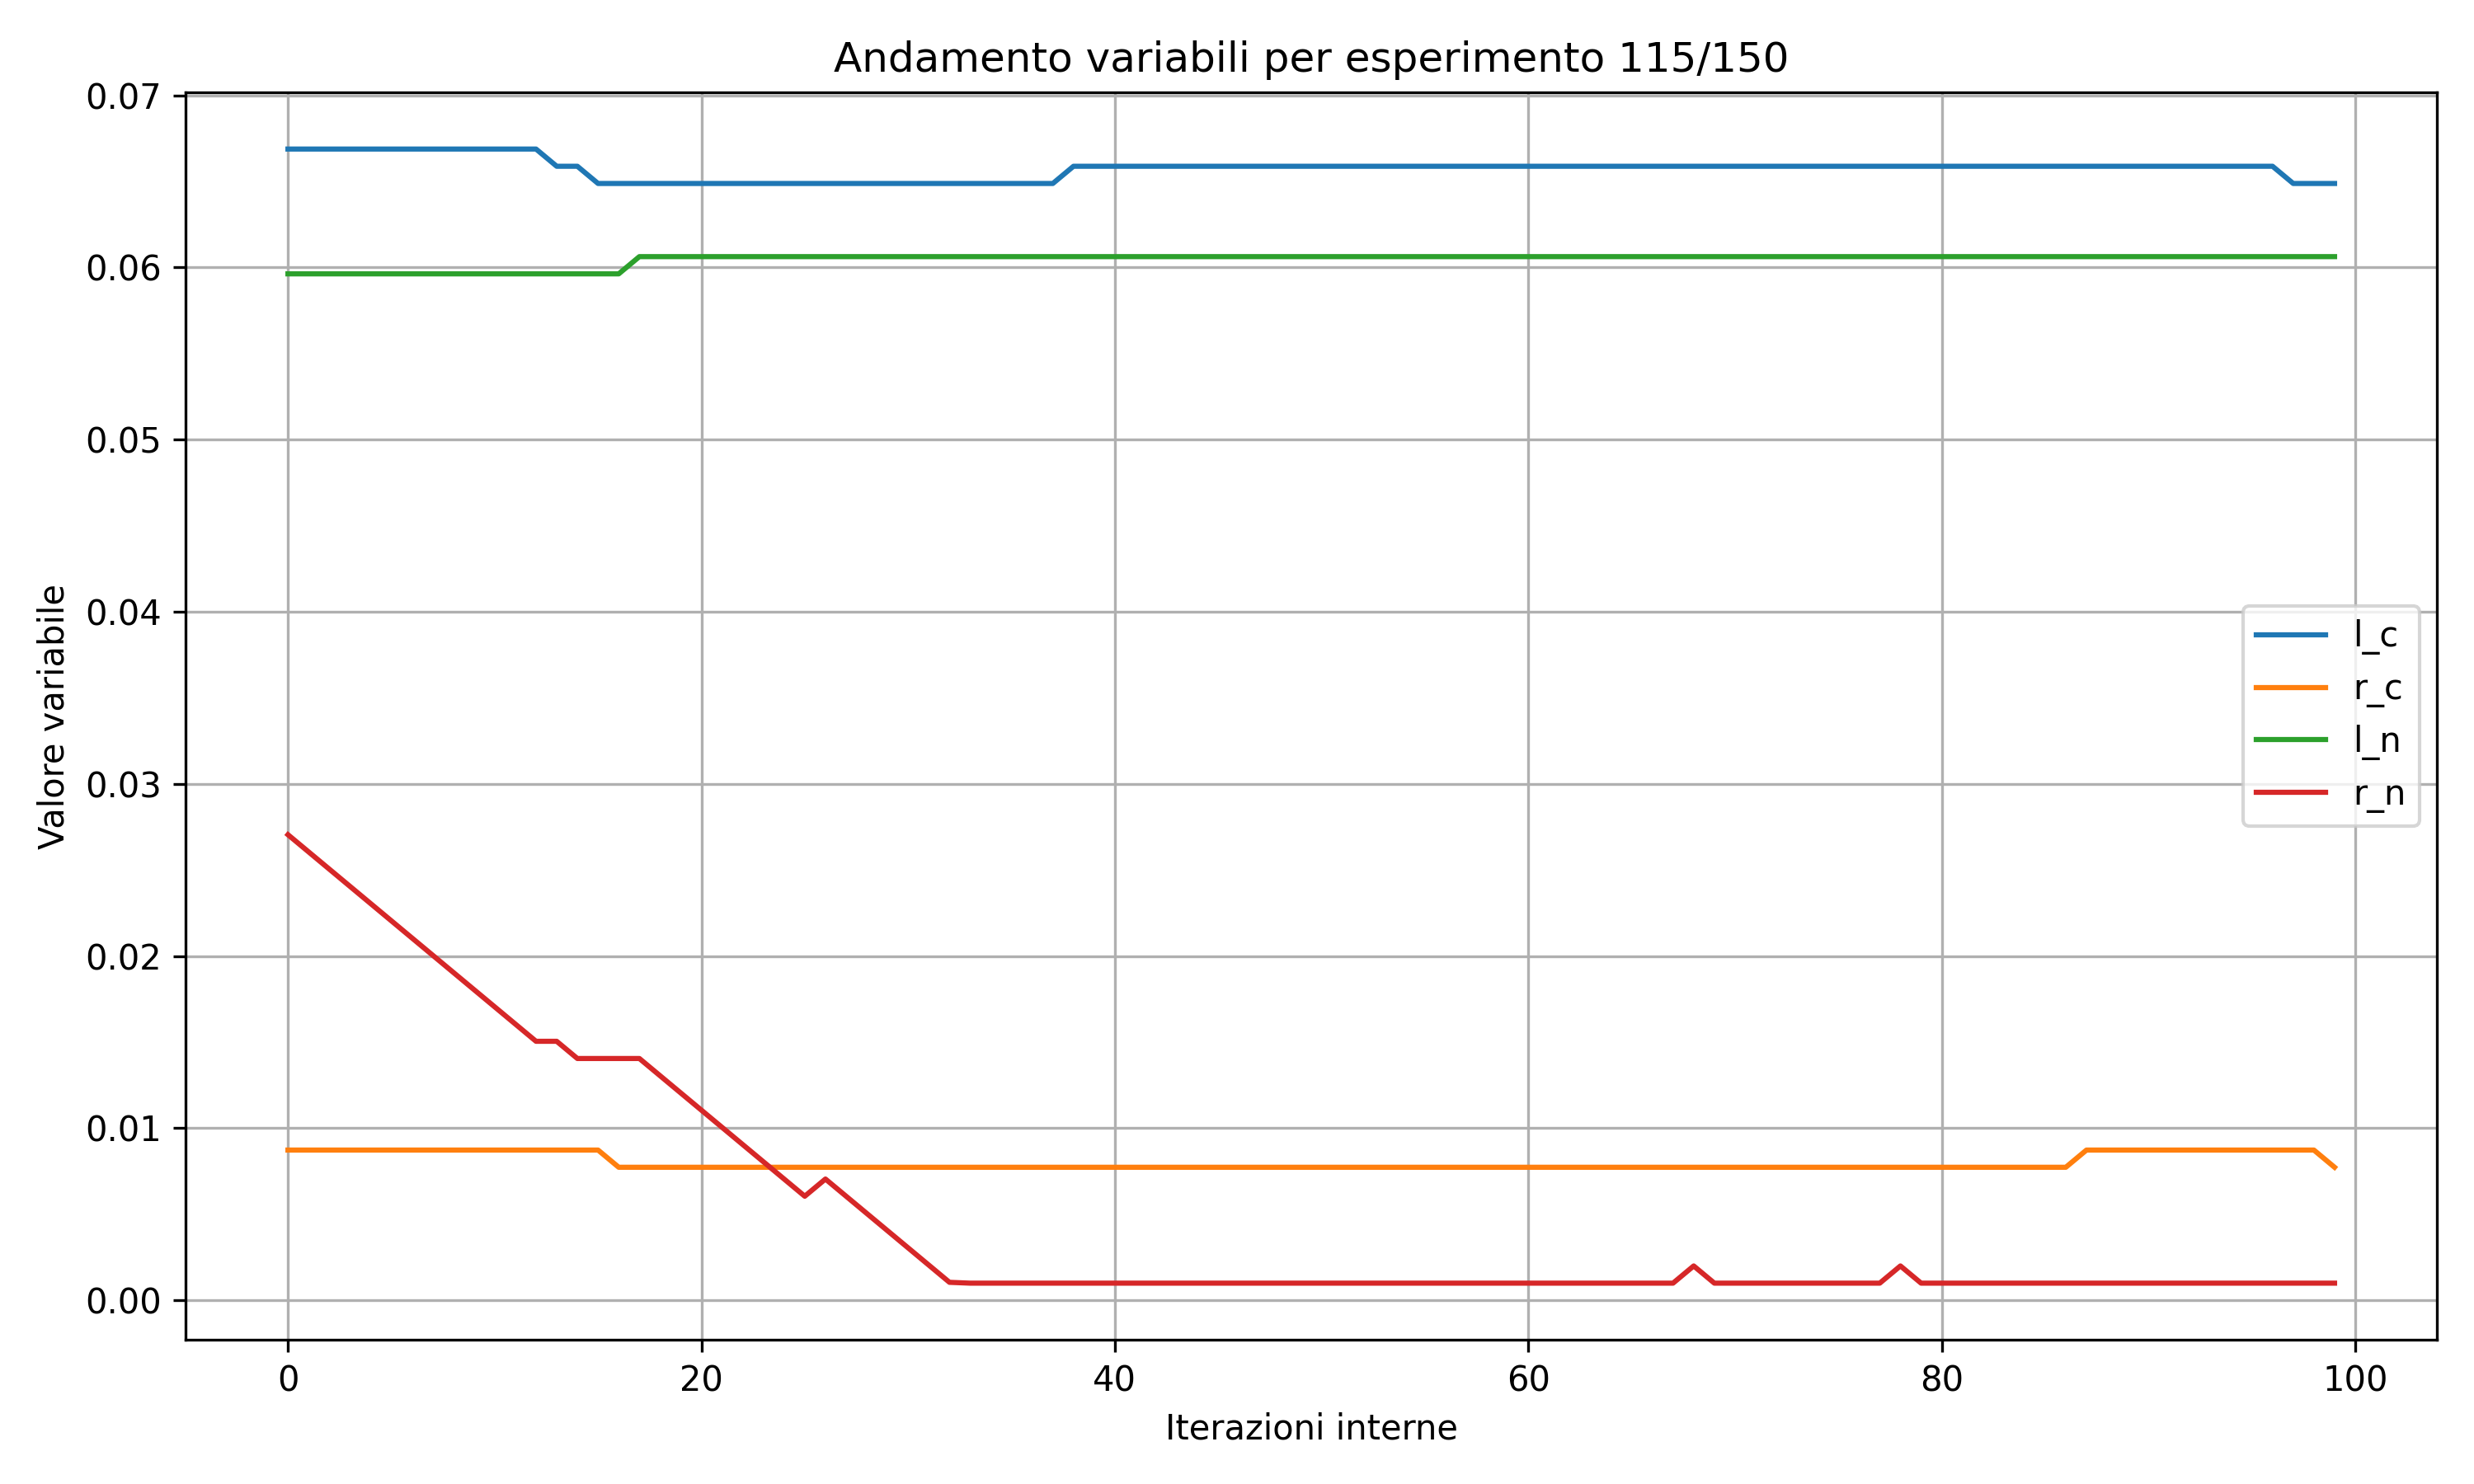 Andamento variabili per esperimento 115/150
0.07
0.06
0.05
0.04
0.03
0.02
0.01
0.00
Valore variabile
l_c
r_c
l_n
r_n
0 20 40 60 80 100
Iterazioni interne